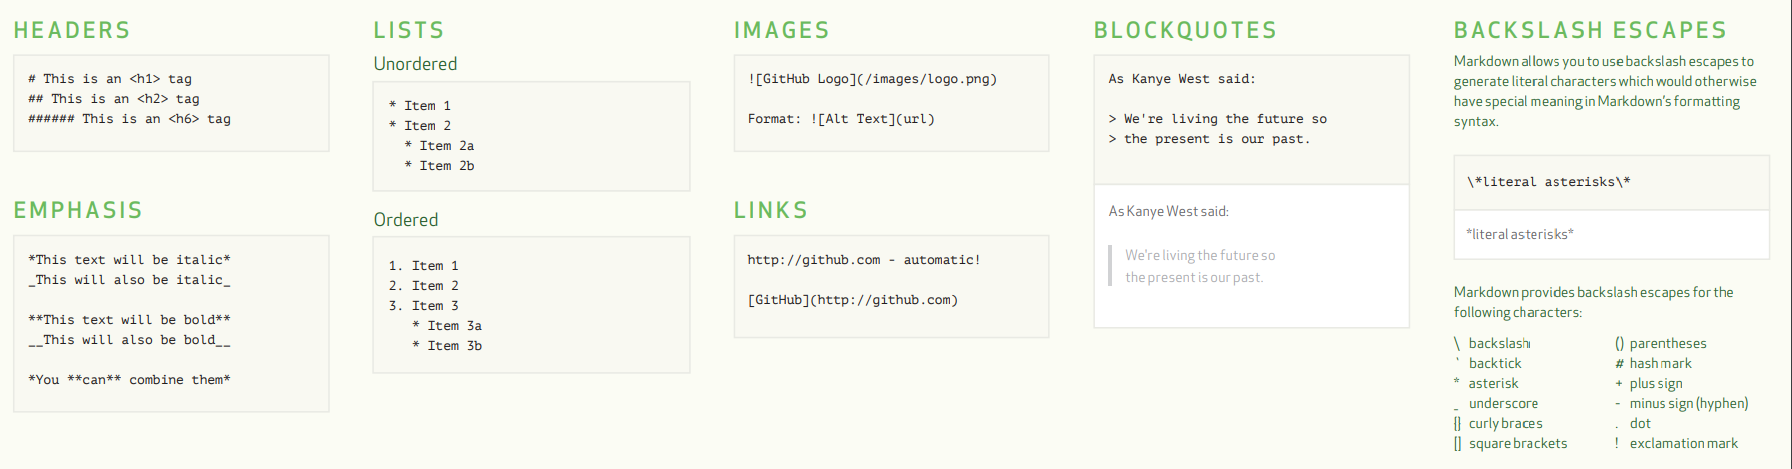 HEADERS
# This is an <h1> tag
## This is an <h2> tag
###### This is an <h6> tag
EMPHASIS
*This text will be italic*
_This will also be italic_
**This text will be bold**
__This will also be bold__
*You **can** combine them*
LISTS
Unordered
* Item 1
* Item 2
  * Item 2a
  * Item 2b
Ordered
1. Item 1
2. Item 2
3. Item 3
   * Item 3a
   * Item 3b
IMAGES
![GitHub Logo](/images/logo.png)
Format: ![Alt Text](url)
LINKS
http://github.com - automatic!
[GitHub](http://github.com)
BLOCKQUOTES
As Kanye West said:
> We're living the future so
> the present is our past.
As Kanye West said:
We're living the future so
the present is our past.
BACKSLASH ESCAPES
Markdown allows you to use backslash escapes to
generate literal characters which would otherwise
have special meaning in Markdown's formatting
syntax.
\*literal asterisks\*
*literal asterisks*
Markdown provides backslash escapes for the
following characters:
\ backslash
` backtick
* asterisk
_ underscore
{} curly braces
[] square brackets
() parentheses
# hash mark
+ plus sign
- minus sign (hyphen)
. dot
! exclamation mark